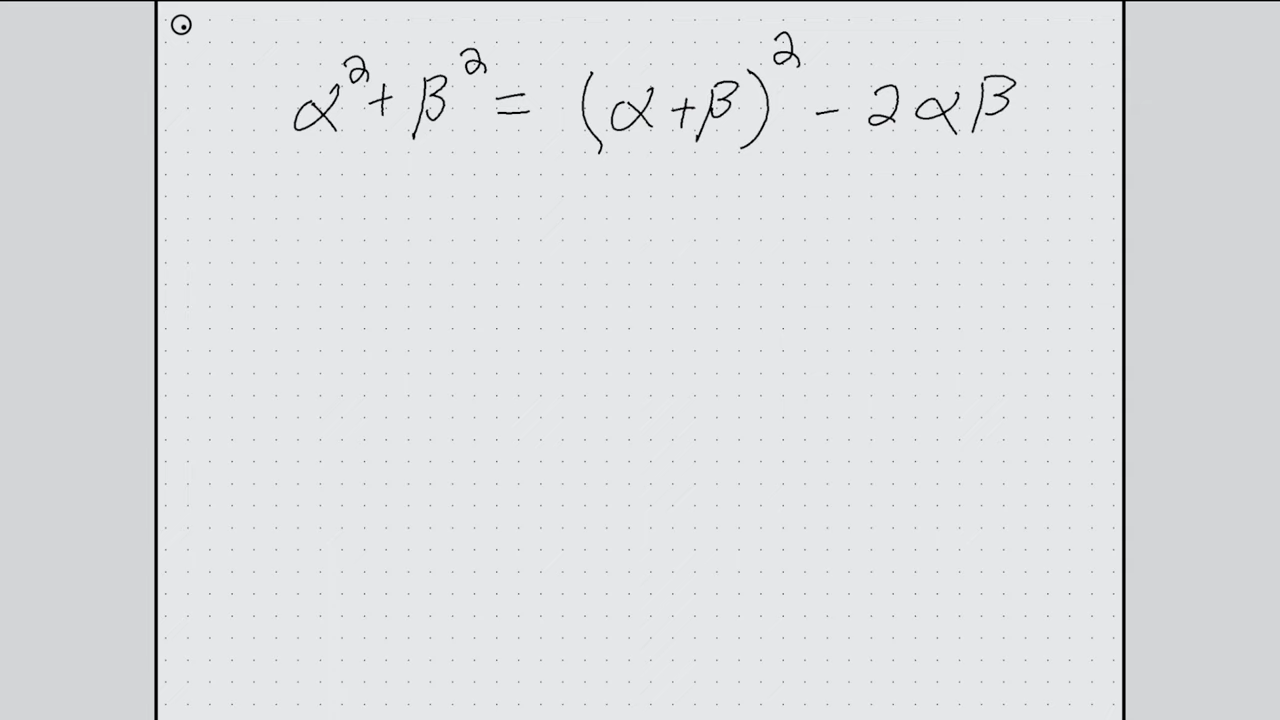 α² + β² = (α + β)² - 2αβ